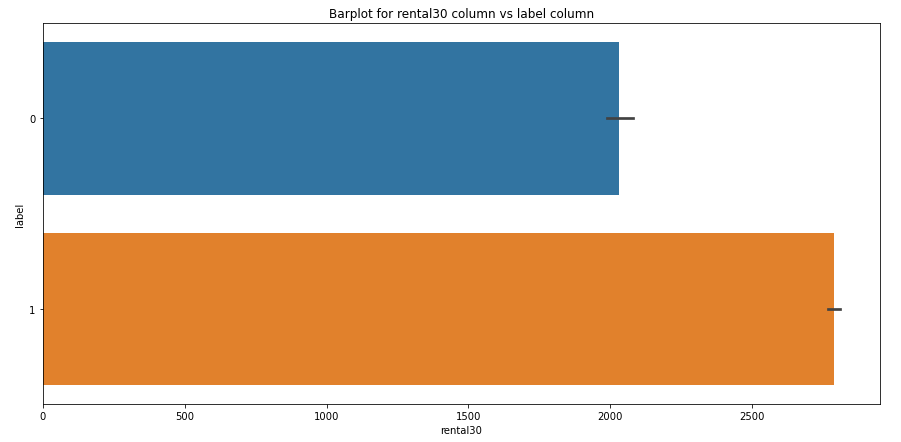 Barplot for rental30 column vs label column
0
label
1
0 500 1000 1500 2000 2500
rental30